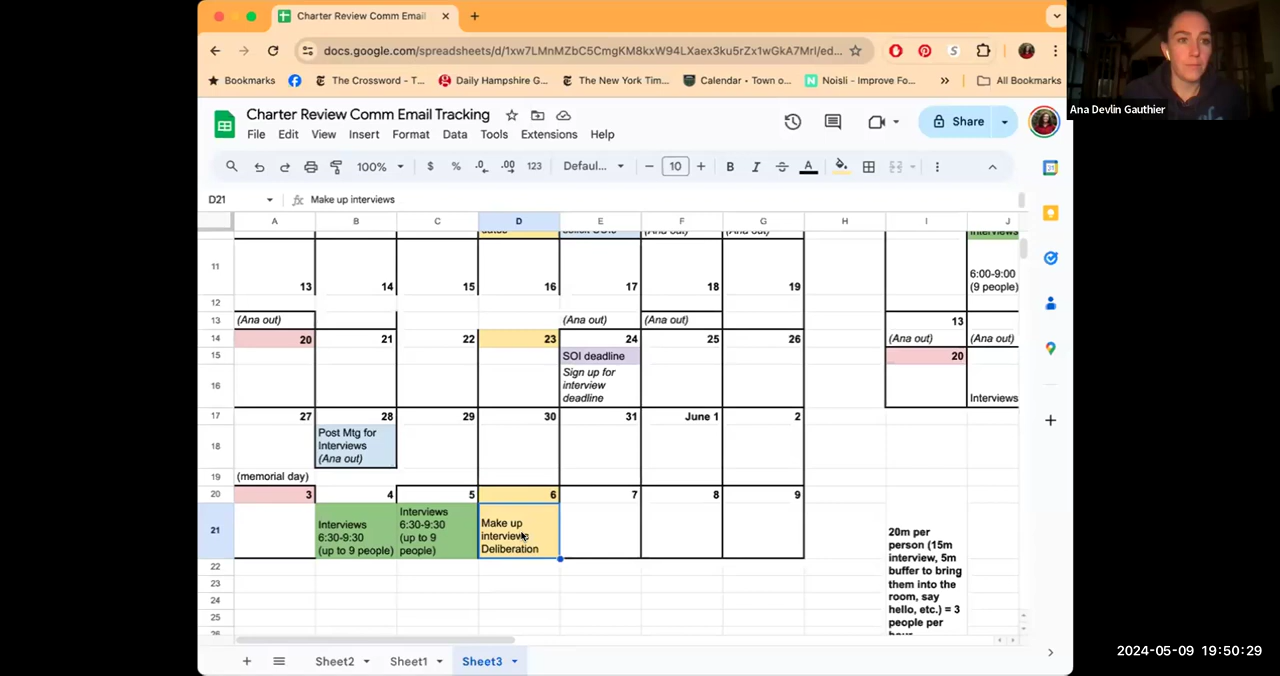 Charter Review Comm Email
docs.google.com/spreadsheets/d/1xw7LMnMZbC5CmgKM8kxW94LXaex3ku5rZx1wGkA7Mrl/ed...
Bookmarks
The Crossword - T...
Daily Hampshire G...
The New York Tim...
Calendar - Town o...
Noisli - Improve Fo...
All Bookmarks
Ana Devlin Gauthier
Charter Review Comm Email Tracking
File Edit View Insert Format Data Tools Extensions Help
Share
100% $ % .0 .00 123 Defaul... 10 B I A
D21 fx Make up interviews
A B C D E F G H I J
(Ana out) (Ana out)
Interviews
11 13 14 15 16 17 18 19
6:00-9:00
(9 people)
12
13 (Ana out) (Ana out) (Ana out) 13
14 20 21 22 23 24 25 26 (Ana out) (Ana out)
15 SOI deadline 20
16 Sign up for
interview
deadline
Interviews
17 27 28 29 30 31 June 1 2
18 Post Mtg for
Interviews
(Ana out)
19 (memorial day)
20 3 4 5 6 7 8 9
21
Interviews
6:30-9:30
(up to 9 people)
Interviews
6:30-9:30
(up to 9
people)
Make up
interviews
Deliberation
20m per
person (15m
interview, 5m
buffer to bring
them into the
room, say
hello, etc.) = 3
people per
hour
22
23
24
25
26
Sheet2 Sheet1 Sheet3
2024-05-09 19:50:29